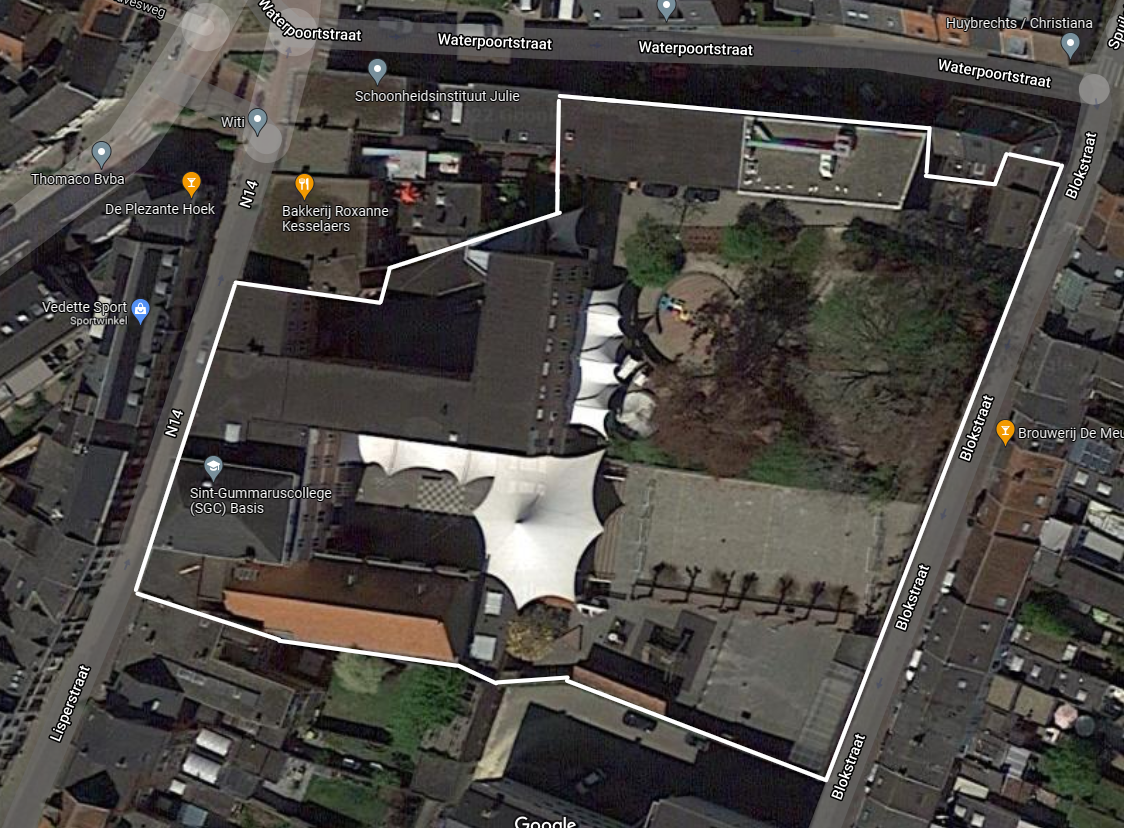 Waterpoortstraat
Waterpoortstraat
Waterpoortstraat
Waterpoortstraat
Huybrechts / Christiana
Schoonheidsinstituut Julie
Witi
Thomaco Bvba
De Plezante Hoek
N14
Bakkerij Roxanne
Kesselaers
Blokstraat
Vedette Sport
Sportwinkel
N14
Blokstraat
Brouwerij De Meu
Sint-Gummaruscollege
(SGC) Basis
Blokstraat
Lisperstraat
Blokstraat
Google